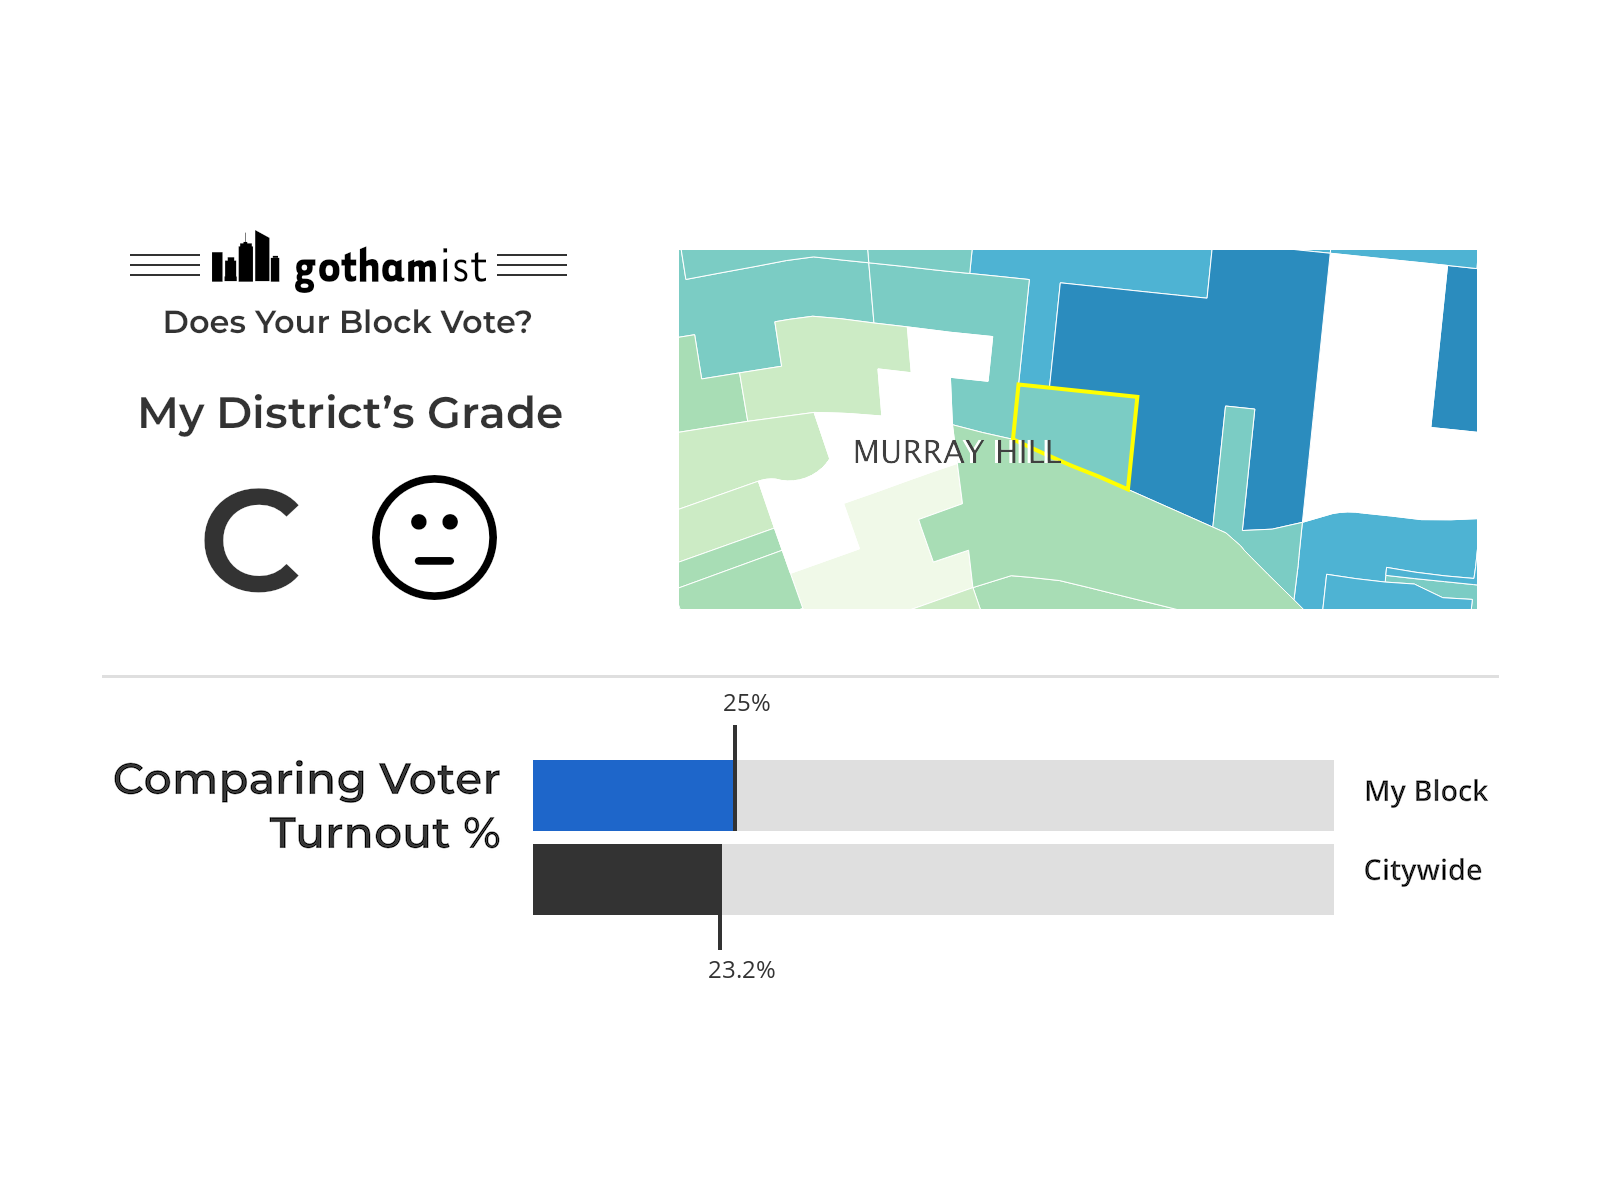 gothamist
Does Your Block Vote?
My District’s Grade
C
MURRAY HILL
25%
Comparing Voter
Turnout %
My Block
Citywide
23.2%